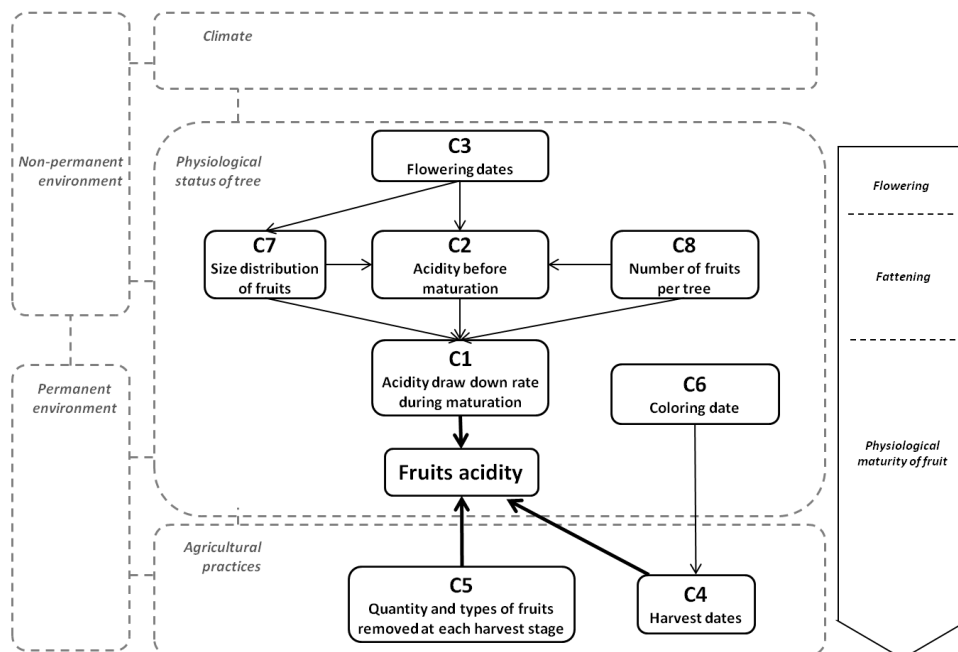 Climate
Non-permanent
environment
Physiological
status of tree
C3
Flowering dates
Flowering
C7
Size distribution
of fruits
C2
Acidity before
maturation
C8
Number of fruits
per tree
Fattening
C1
Acidity draw down rate
during maturation
C6
Coloring date
Permanent
environment
Physiological
maturity of fruit
Fruits acidity
Agricultural
practices
C5
Quantity and types of fruits
removed at each harvest stage
C4
Harvest dates